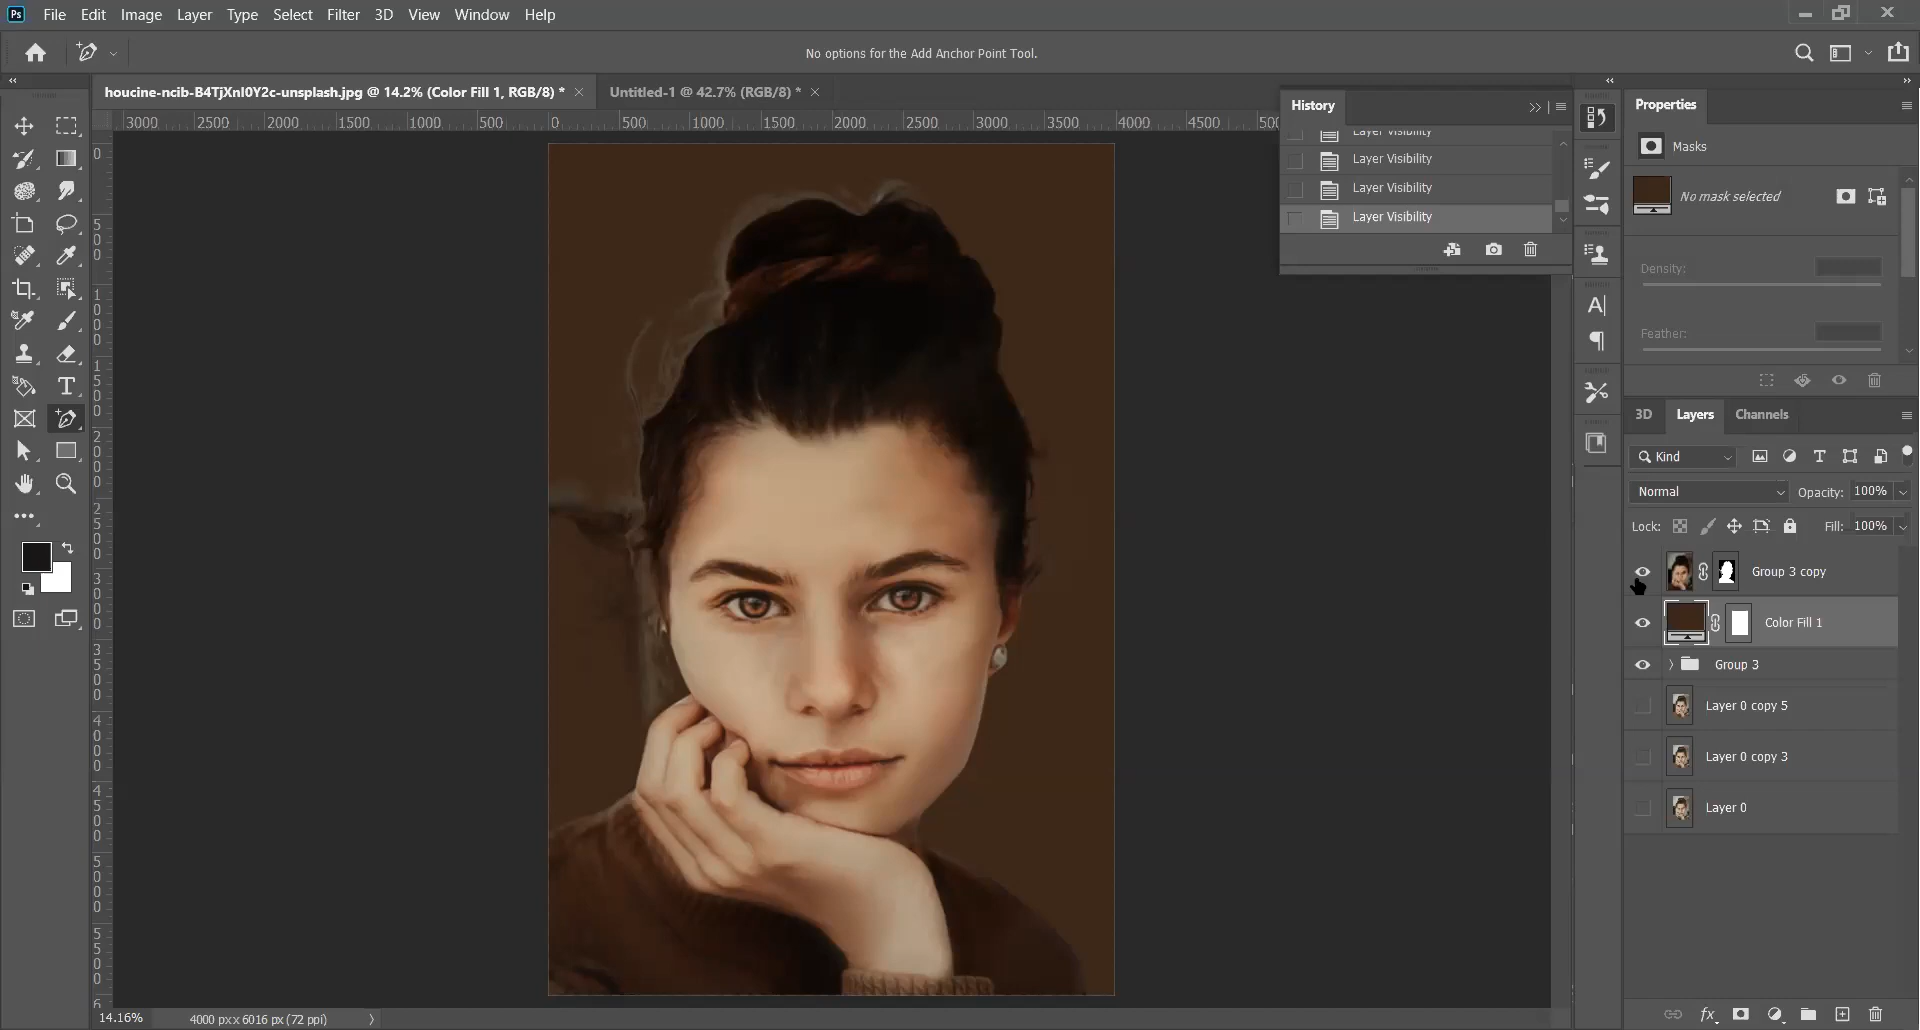 Ps File Edit Image Layer Type Select Filter 3D View Window Help
No options for the Add Anchor Point Tool.
houcine-ncib-B4TjXnI0Y2c-unsplash.jpg @ 14.2% (Color Fill 1, RGB/8) *
Untitled-1 @ 42.7% (RGB/8) *
3000 2500 2000 1500 1000 500 0 500 1000 1500 2000 2500 3000 3500 4000 4500
History
Layer Visibility
Layer Visibility
Layer Visibility
Layer Visibility
Properties
Masks
No mask selected
Density:
Feather:
3D Layers Channels
Kind
Normal Opacity: 100%
Lock: Fill: 100%
Group 3 copy
Color Fill 1
Group 3
Layer 0 copy 5
Layer 0 copy 3
Layer 0
fx
14.16% 4000 px x 6016 px (72 ppi)